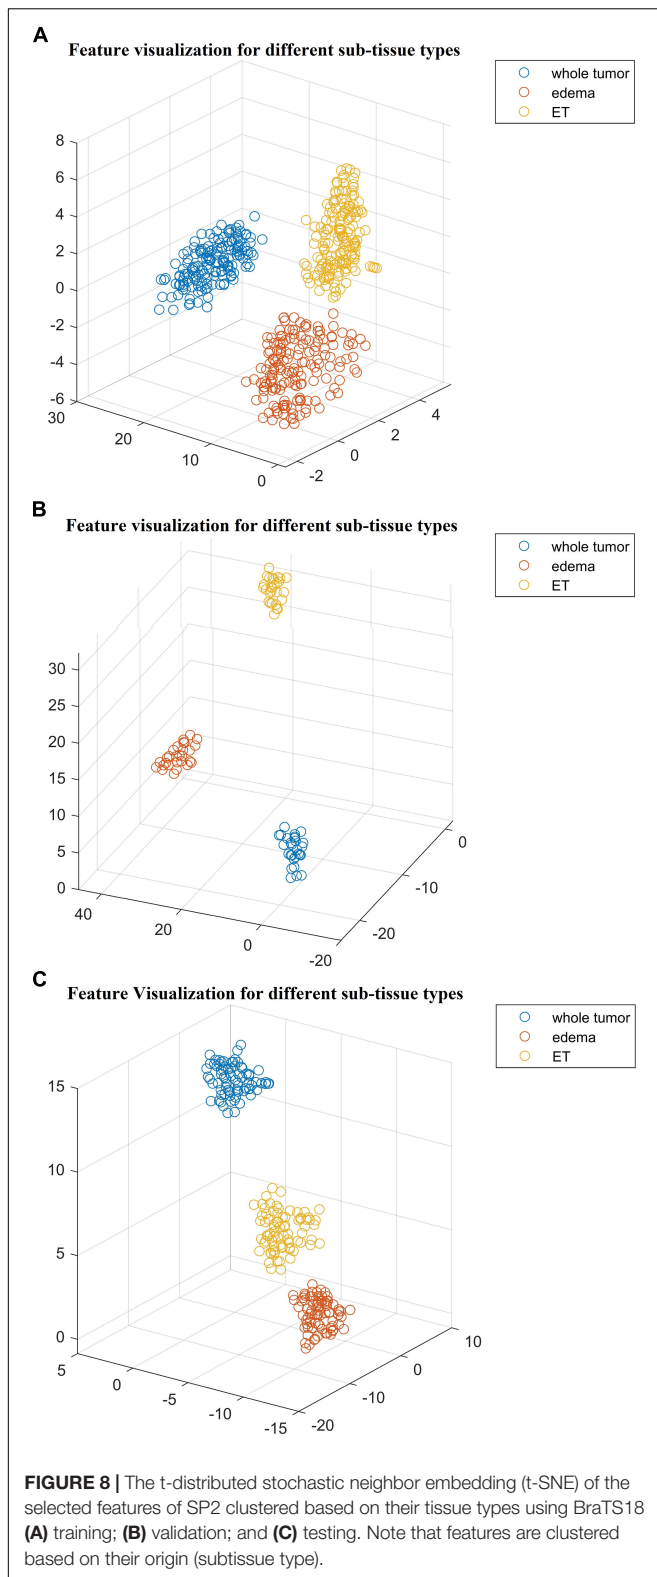 A
Feature visualization for different sub-tissue types
whole tumor
edema
ET
8
6
4
2
0
-2
-4
-6
30
20
10
0
-2
0
2
4
B
Feature visualization for different sub-tissue types
whole tumor
edema
ET
30
25
20
15
10
5
0
40
20
0
-20
-20
-10
0
C
Feature Visualization for different sub-tissue types
whole tumor
edema
ET
15
10
5
0
5
0
-5
-10
-15
-20
-10
0
10
FIGURE 8 | The t-distributed stochastic neighbor embedding (t-SNE) of the
selected features of SP2 clustered based on their tissue types using BraTS18
(A) training; (B) validation; and (C) testing. Note that features are clustered
based on their origin (subtissue type).